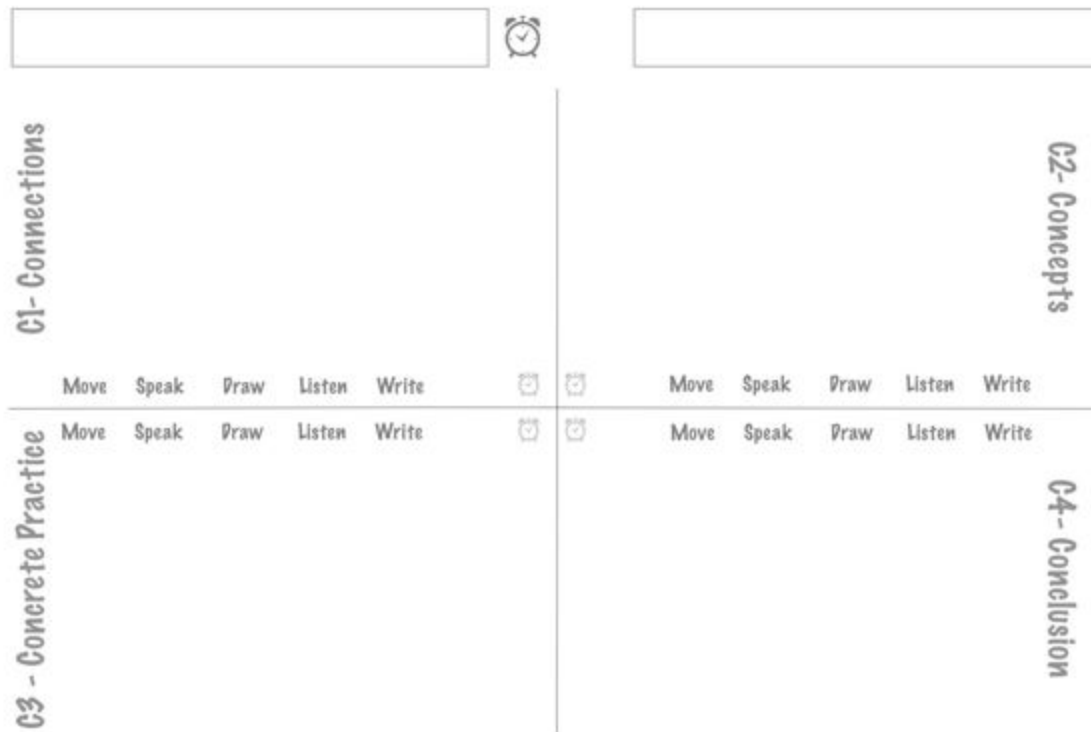 C1- Connections
Move Speak Draw Listen Write
C2- Concepts
Move Speak Draw Listen Write
C3 - Concrete Practice
Move Speak Draw Listen Write
C4- Conclusion
Move Speak Draw Listen Write